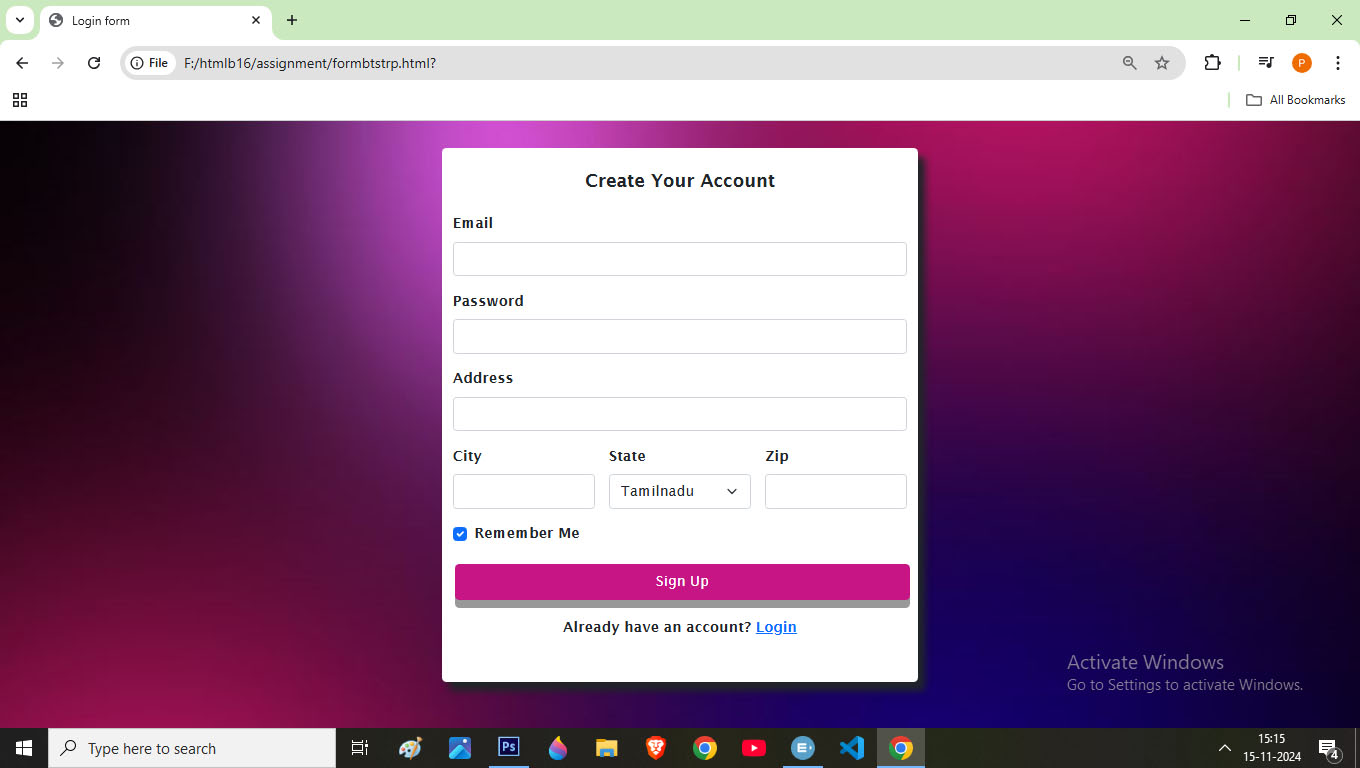 Login form
File F:/htmlb16/assignment/formbtstrp.html?
P
All Bookmarks
Create Your Account
Email
Password
Address
City State Zip
Tamilnadu
Remember Me
Sign Up
Already have an account? Login
Activate Windows
Go to Settings to activate Windows.
Type here to search
Ps
E
15:15
15-11-2024
4